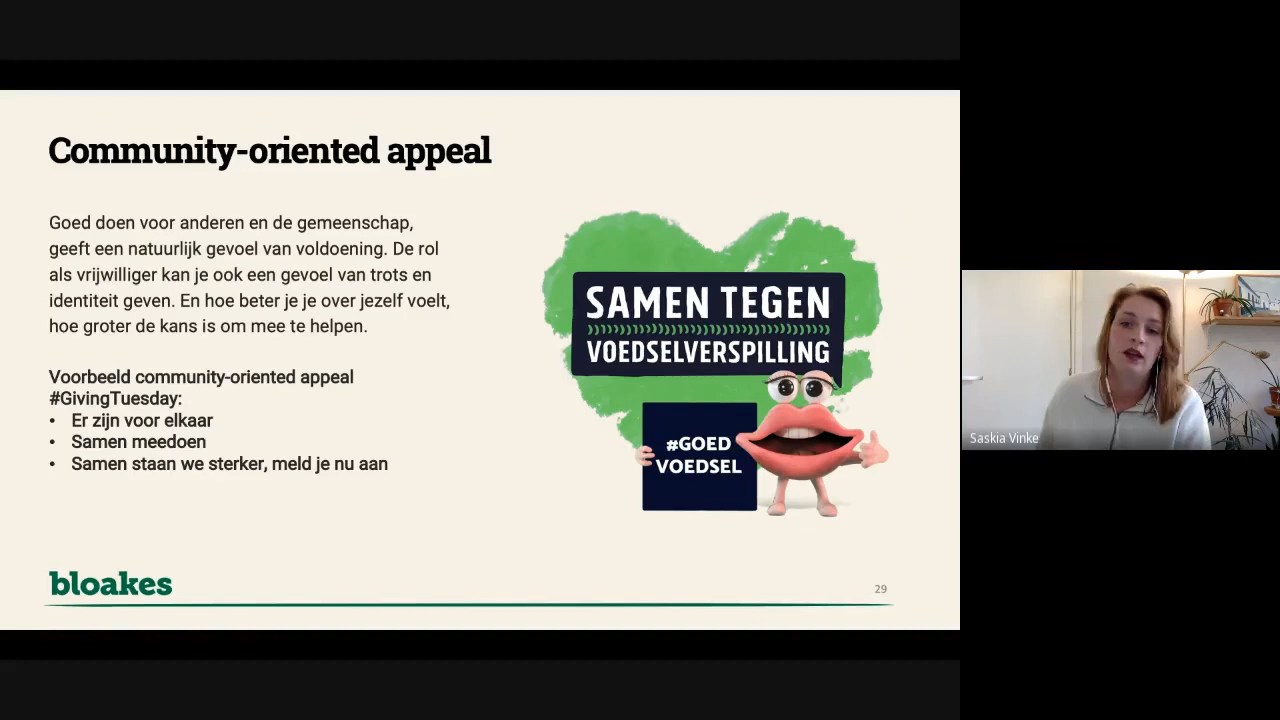 Community-oriented appeal
Goed doen voor anderen en de gemeenschap,
geeft een natuurlijk gevoel van voldoening. De rol
als vrijwilliger kan je ook een gevoel van trots en
identiteit geven. En hoe beter je je over jezelf voelt,
hoe groter de kans is om mee te helpen.
Voorbeeld community-oriented appeal
#GivingTuesday:
• Er zijn voor elkaar
• Samen meedoen
• Samen staan we sterker, meld je nu aan
SAMEN TEGEN
VOEDSELVERSPILLING
#GOED
VOEDSEL
bloakes
29
Saskia Vinke